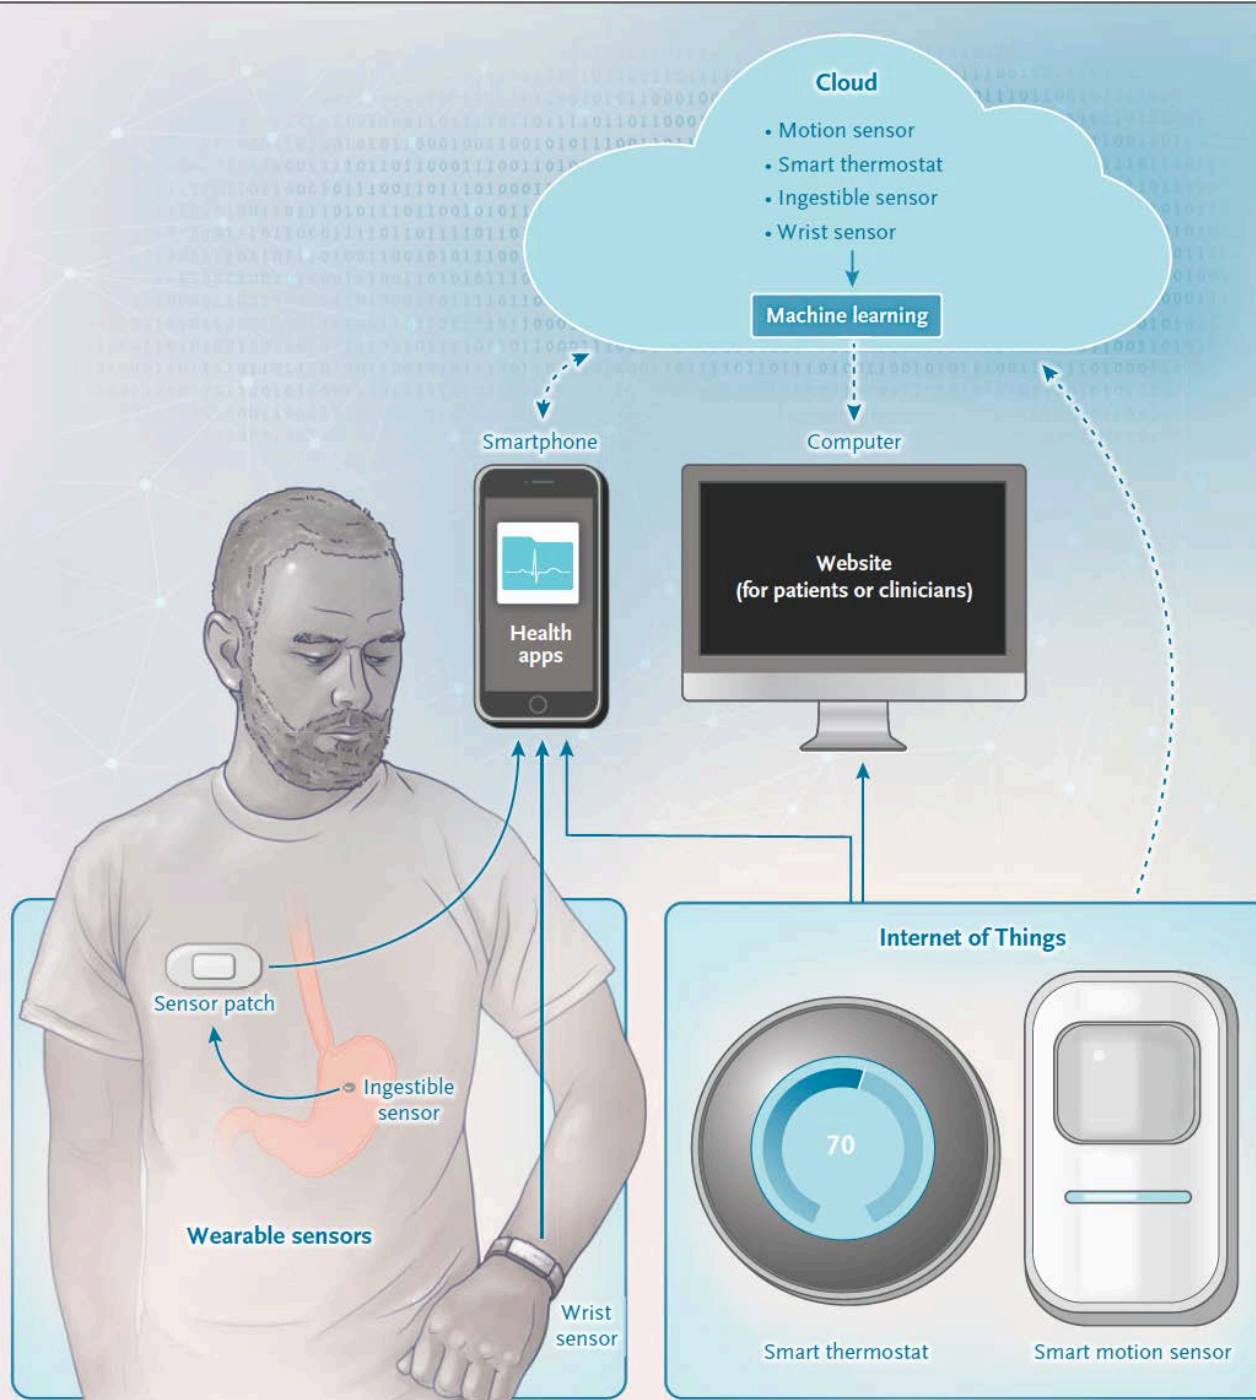 Cloud
• Motion sensor
• Smart thermostat
• Ingestible sensor
• Wrist sensor
Machine learning
Smartphone
Computer
Health
apps
Website
(for patients or clinicians)
Sensor patch
Ingestible
sensor
Wearable sensors
Wrist
sensor
Internet of Things
70
Smart thermostat
Smart motion sensor